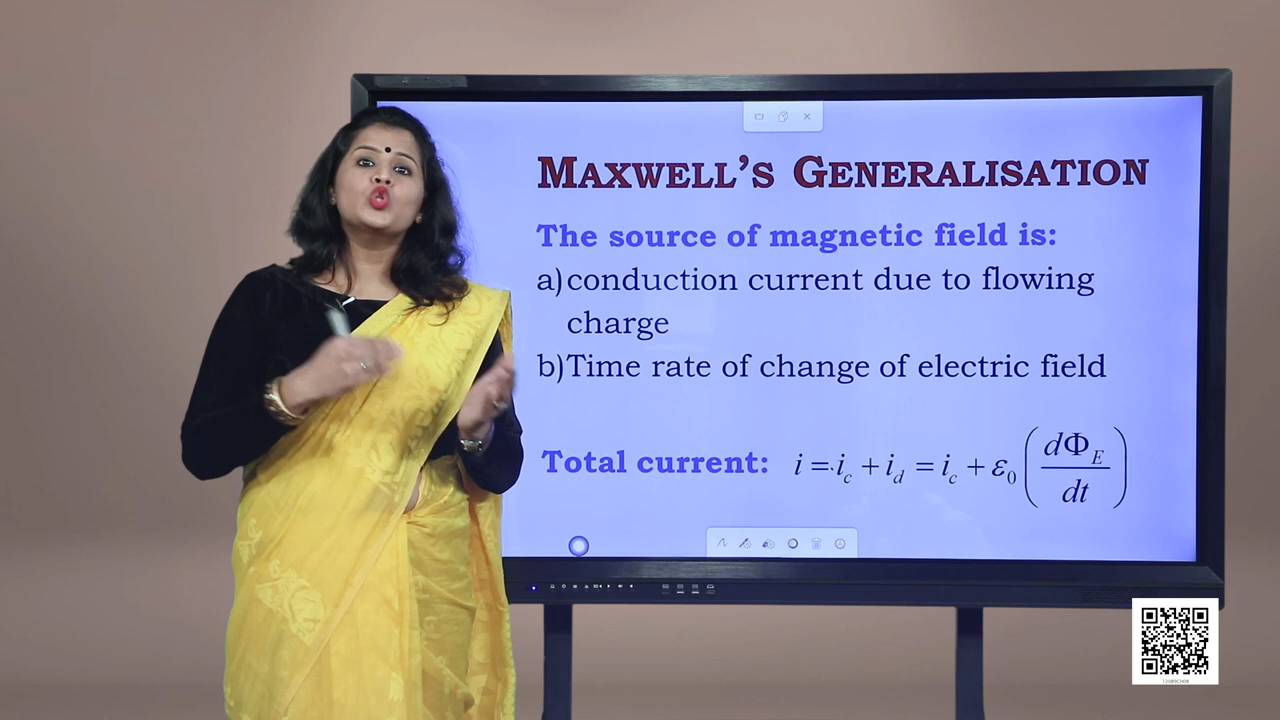 MAXWELL'S GENERALISATION
The source of magnetic field is:
a) conduction current due to flowing
charge
b) Time rate of change of electric field
Total current: i = i_c + i_d = i_c + ε_0 (dΦ_E/dt)